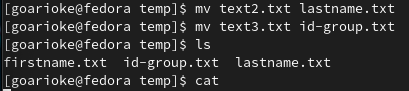 [goarioke@fedora temp]$ mv text2.txt lastname.txt
[goarioke@fedora temp]$ mv text3.txt id-group.txt
[goarioke@fedora temp]$ ls
firstname.txt  id-group.txt  lastname.txt
[goarioke@fedora temp]$ cat